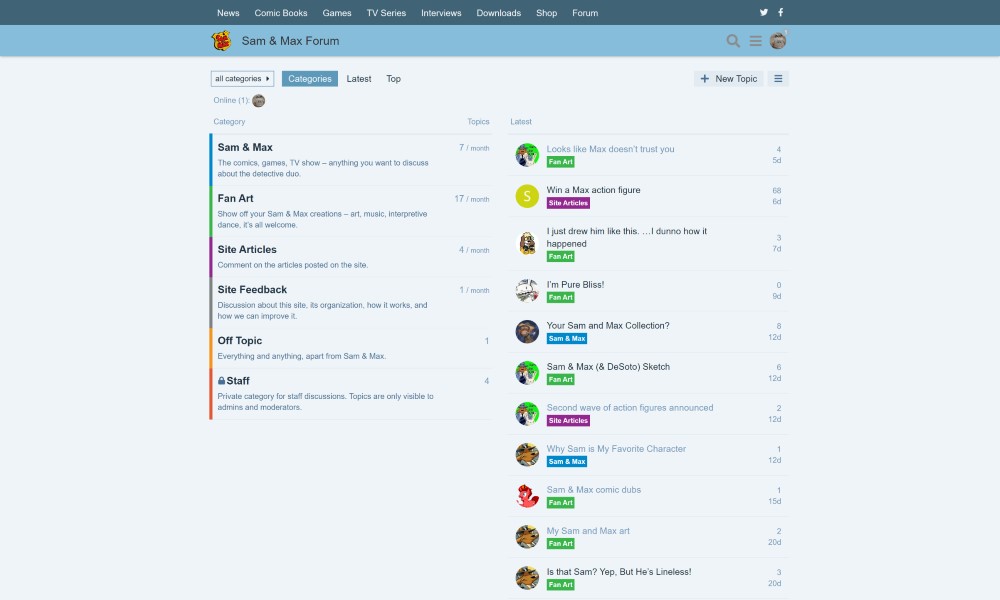 News Comic Books Games TV Series Interviews Downloads Shop Forum
Sam & Max Forum
all categories Categories Latest Top New Topic
Online (1):
Category Topics
Sam & Max 7 / month
The comics, games, TV show – anything you want to discuss
about the detective duo.
Fan Art 17 / month
Show off your Sam & Max creations – art, music, interpretive
dance, it's all welcome.
Site Articles 4 / month
Comment on the articles posted on the site.
Site Feedback 1 / month
Discussion about this site, its organization, how it works, and
how we can improve it.
Off Topic 1
Everything and anything, apart from Sam & Max.
Staff 4
Private category for staff discussions. Topics are only visible to
admins and moderators.
Latest
Looks like Max doesn't trust you 4
Fan Art 5d
S
Win a Max action figure 68
Site Articles 6d
I just drew him like this. …I dunno how it
happened 3
Fan Art 7d
I'm Pure Bliss! 0
Fan Art 9d
Your Sam and Max Collection? 8
Sam & Max 12d
Sam & Max (& DeSoto) Sketch 6
Fan Art 12d
Second wave of action figures announced 2
Site Articles 12d
Why Sam is My Favorite Character 1
Sam & Max 12d
Sam & Max comic dubs 1
Fan Art 15d
My Sam and Max art 2
Fan Art 20d
Is that Sam? Yep, But He's Lineless! 3
Fan Art 20d